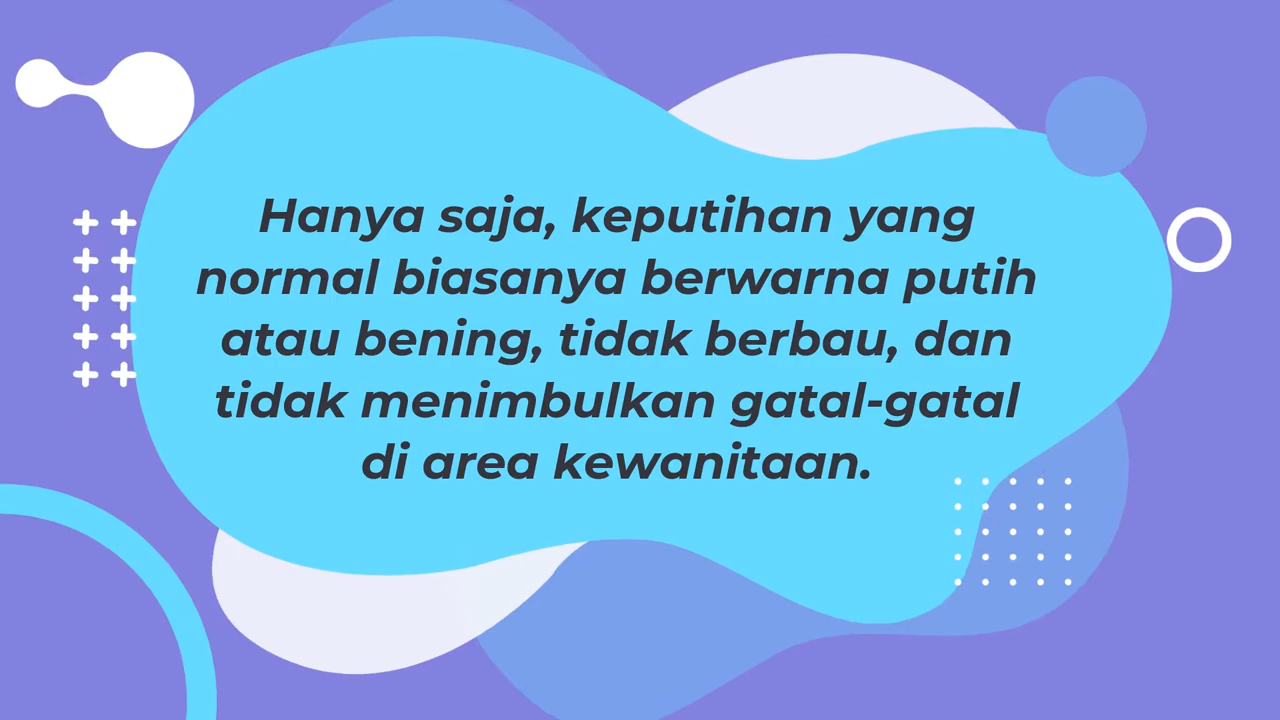 Hanya saja, keputihan yang
normal biasanya berwarna putih
atau bening, tidak berbau, dan
tidak menimbulkan gatal-gatal
di area kewanitaan.